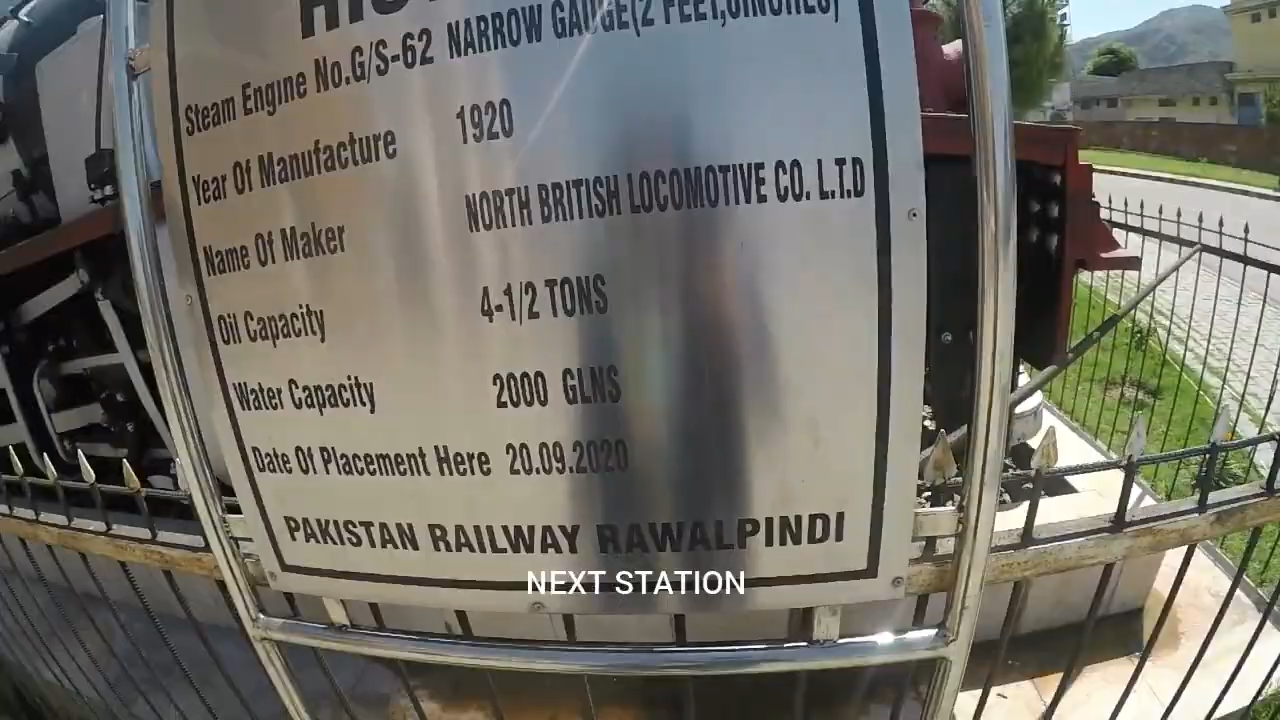 Steam Engine No.G/S-62 NARROW GAUGE(2 FEET,6INCHES)
Year Of Manufacture 1920
Name Of Maker NORTH BRITISH LOCOMOTIVE CO. L.T.D
Oil Capacity 4-1/2 TONS
Water Capacity 2000 GLNS
Date Of Placement Here 20.09.2020
PAKISTAN RAILWAY RAWALPINDI
NEXT STATION